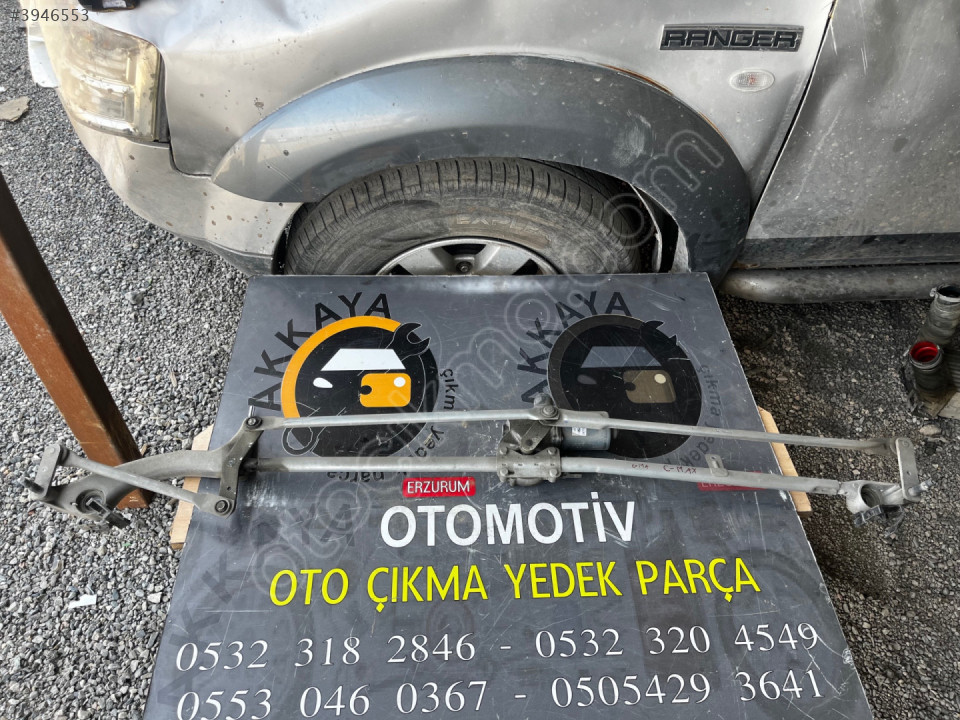 #3946553
RANGER
AKKAYA
AKKAYA
çıkma
ERZURUM
OTOMOTİV
OTO ÇIKMA YEDEK PARÇA
0532 318 2846 - 0532 320 4549
0553 046 0367 - 0505429 3641